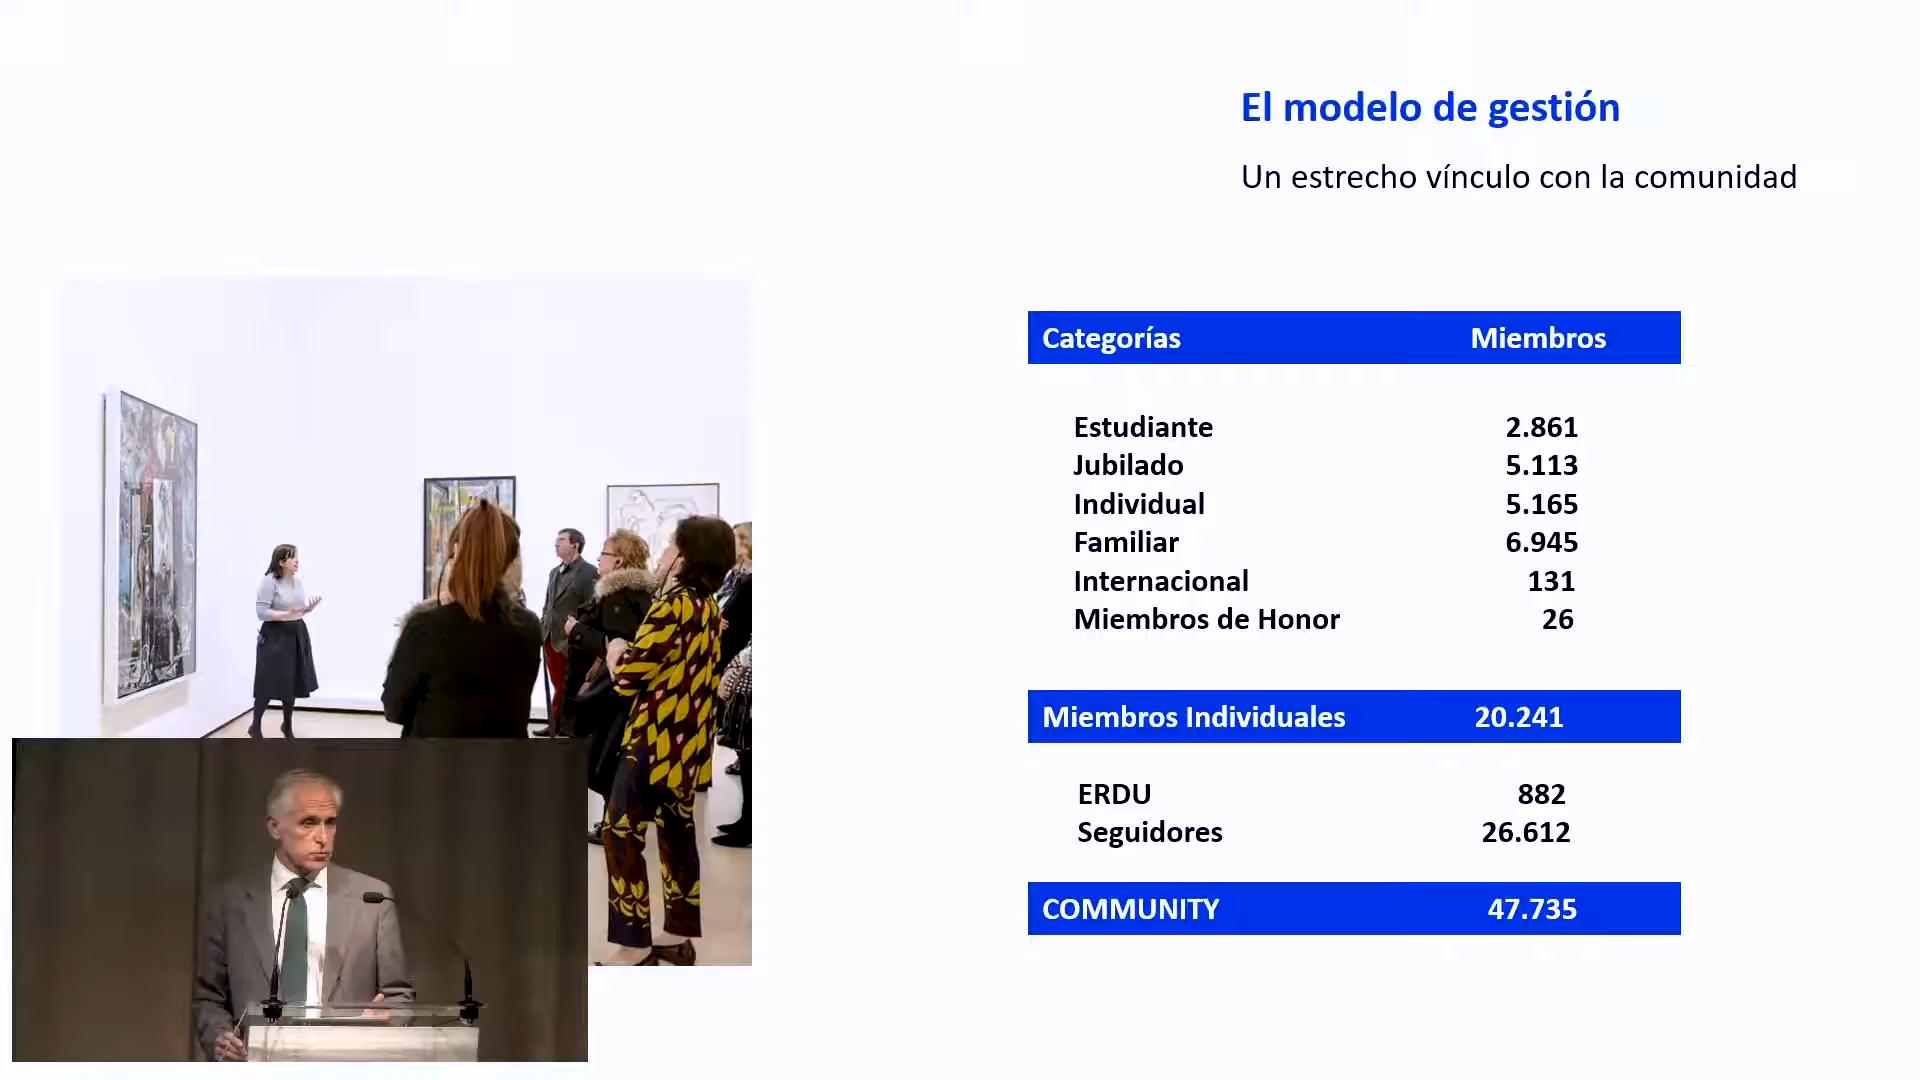 El modelo de gestión
Un estrecho vínculo con la comunidad
Categorías Miembros
Estudiante 2.861
Jubilado 5.113
Individual 5.165
Familiar 6.945
Internacional 131
Miembros de Honor 26
Miembros Individuales 20.241
ERDU 882
Seguidores 26.612
COMMUNITY 47.735